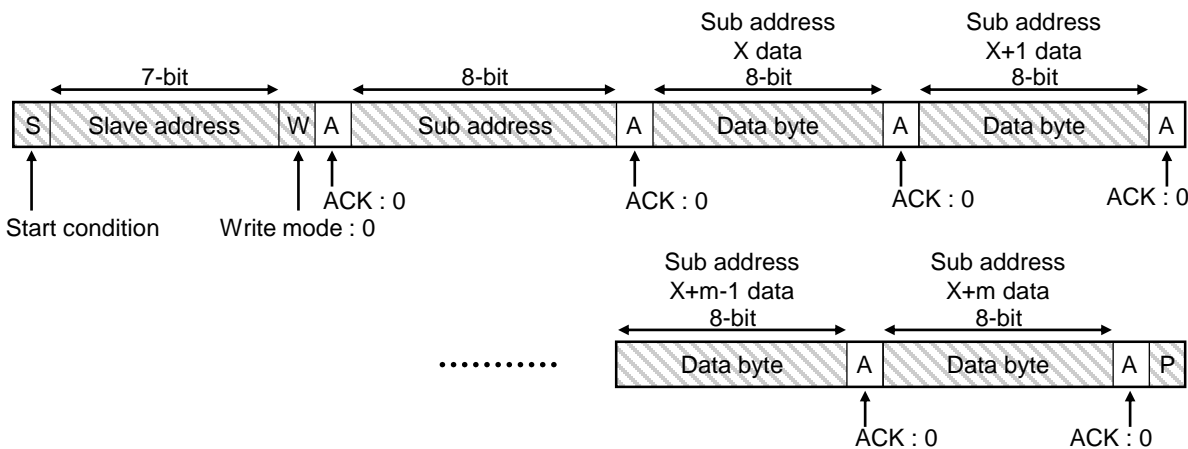 Sub address Sub address
X data X+1 data
7-bit 8-bit 8-bit 8-bit
S Slave address W A Sub address A Data byte A Data byte A
ACK : 0 ACK : 0 ACK : 0 ACK : 0
Start condition Write mode : 0
Sub address Sub address
X+m-1 data X+m data
8-bit 8-bit
Data byte A Data byte A P
ACK : 0 ACK : 0